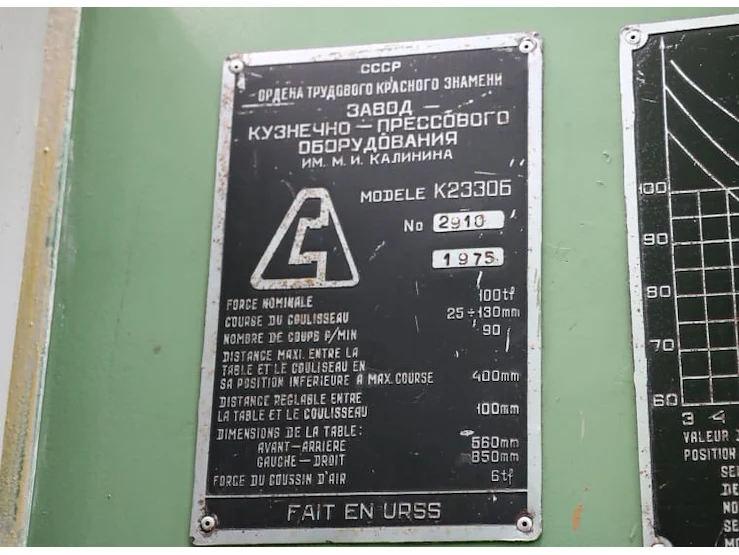 СССР
ОРДЕНА ТРУДОВОГО КРАСНОГО ЗНАМЕНИ
ЗАВОД —
КУЗНЕЧНО — ПРЕССОВОГО
ОБОРУДОВАНИЯ
ИМ. М. И. КАЛИНИНА
MODELE К2330Б
No 2910
1975
FORCE NOMINALE 100tf
COURSE DU COULISSEAU 25÷130mm
NOMBRE DE COUPS P/MIN 90
DISTANCE MAXI. ENTRE LA
TABLE ET LE COULISEAU EN
SA POSITION INFERIEURE A MAX. COURSE 400mm
DISTANCE REGLABLE ENTRE
LA TABLE ET LE COULISSEAU 100mm
DIMENSIONS DE LA TABLE:
AVANT—ARRIERE 560mm
GAUCHE—DROIT 850mm
FORCE DU COUSSIN D'AIR 6tf
FAIT EN URSS
100
90
80
70
60
3 4
VALEUR
POSITION